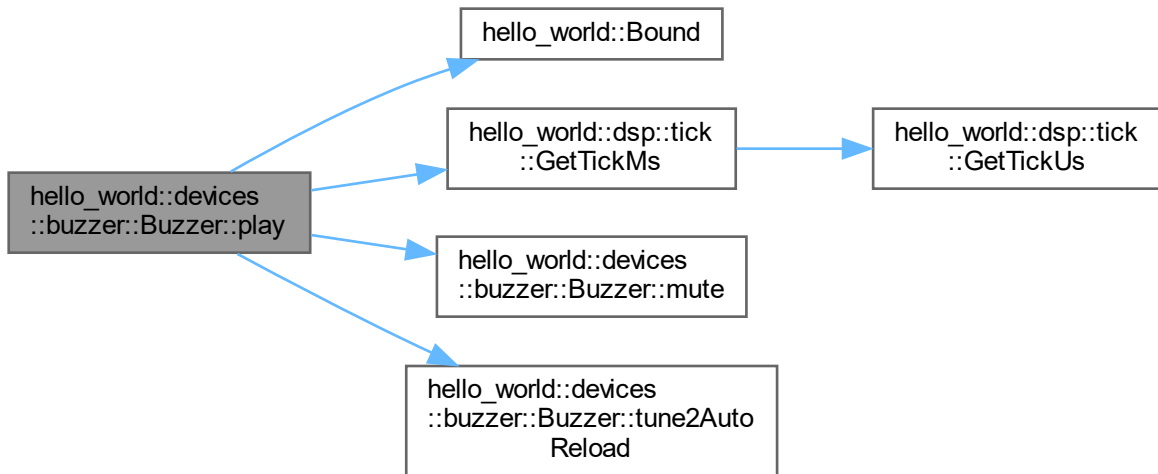 hello_world::Bound
hello_world::dsp::tick
::GetTickMs
hello_world::dsp::tick
::GetTickUs
hello_world::devices
::buzzer::Buzzer::play
hello_world::devices
::buzzer::Buzzer::mute
hello_world::devices
::buzzer::Buzzer::tune2Auto
Reload